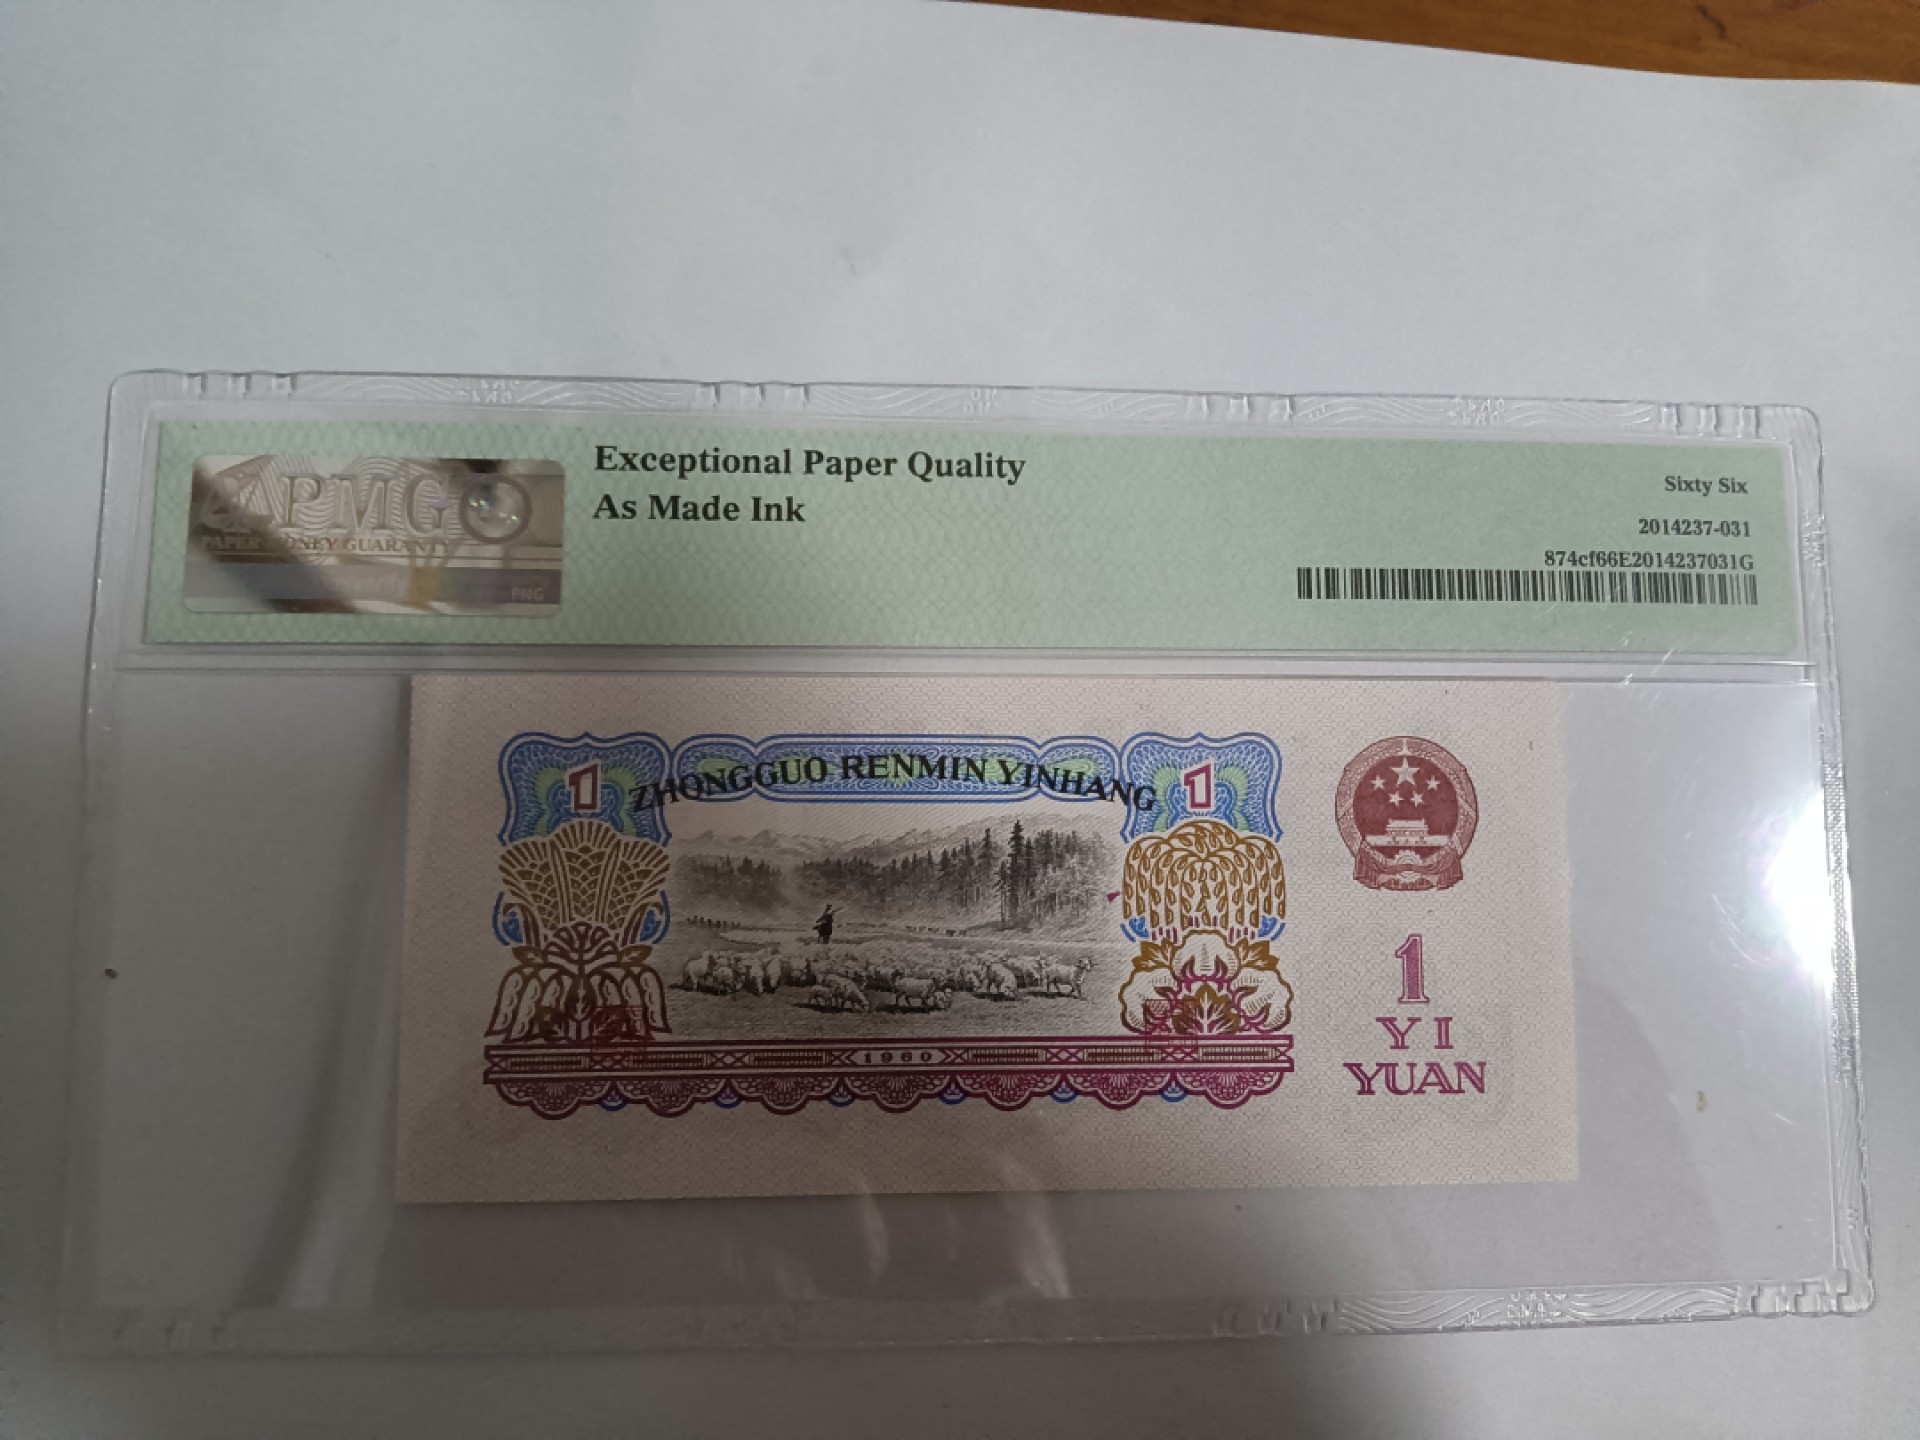 PMG
PAPER MONEY GUARANTY
Exceptional Paper Quality
As Made Ink
Sixty Six
2014237-031
874cf66E2014237031G
1 ZHONGGUO RENMIN YINHANG 1
1960
1
YI
YUAN